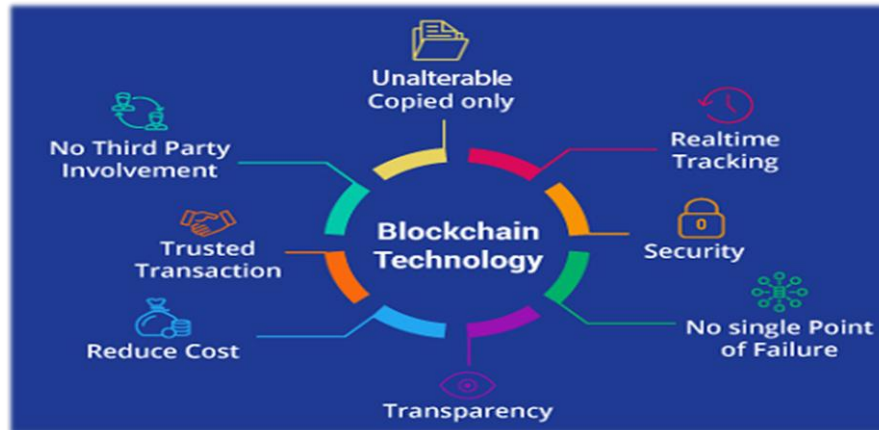 Unalterable
Copied only
Realtime
Tracking
Security
No single Point
of Failure
Transparency
Reduce Cost
Trusted
Transaction
No Third Party
Involvement
Blockchain
Technology